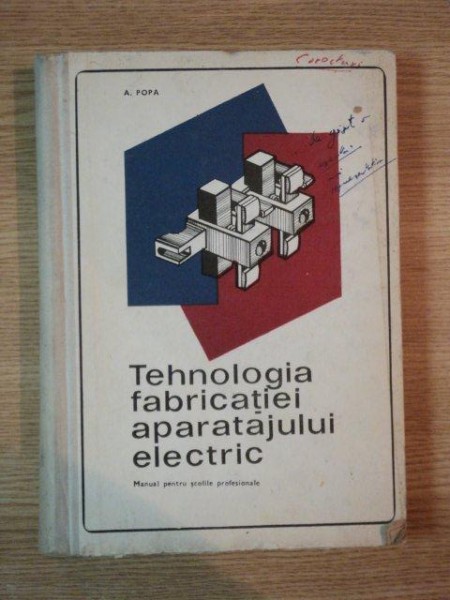 A. POPA
Tehnologia
fabricației
aparatajului
electric
Manual pentru școlile profesionale